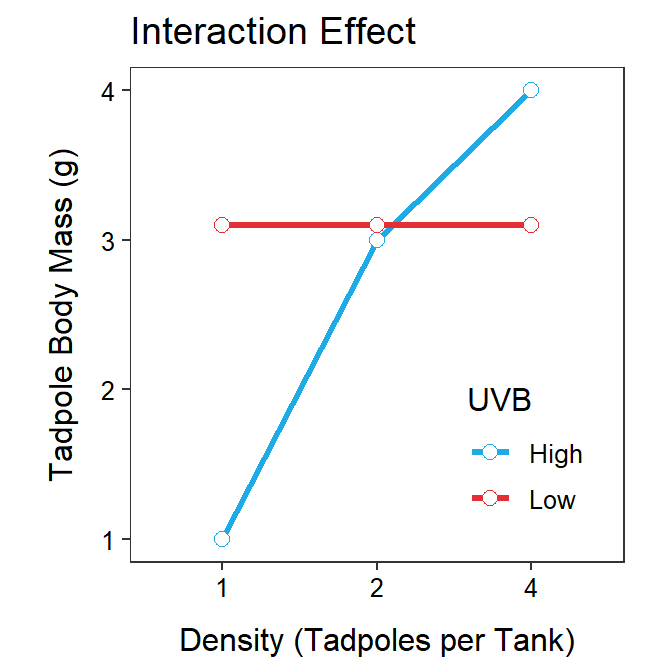 Interaction Effect
Tadpole Body Mass (g)
4
3
2
1
UVB
High
Low
1 2 4
Density (Tadpoles per Tank)